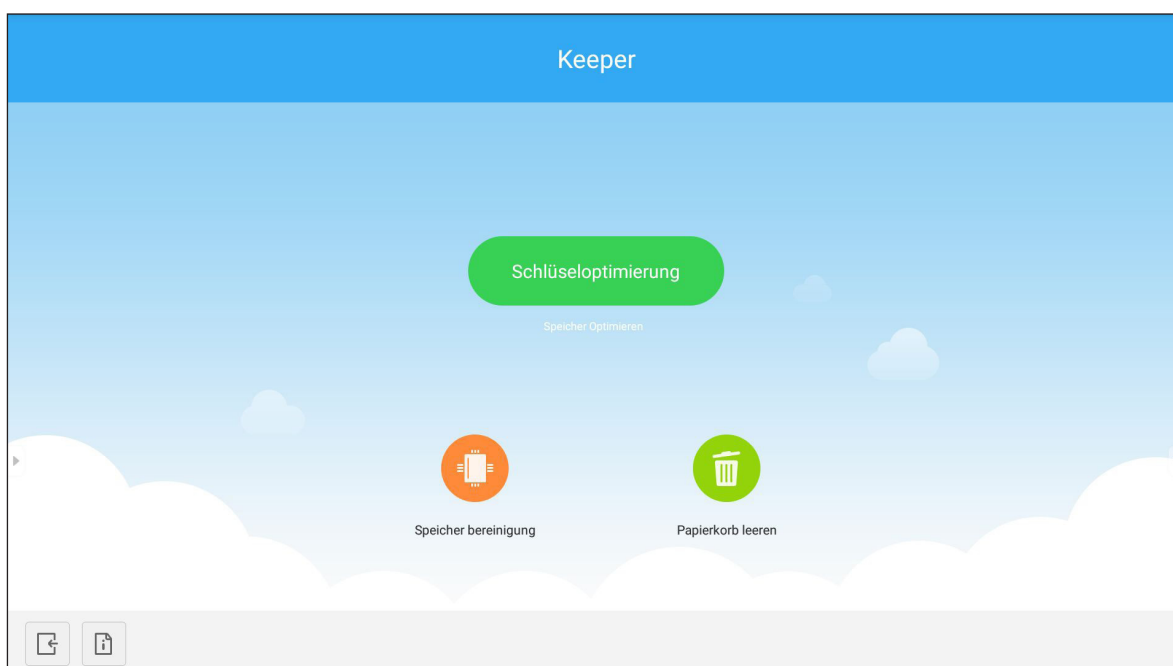 Keeper
Schlüseloptimierung
Speicher Optimieren
Speicher bereinigung
Papierkorb leeren